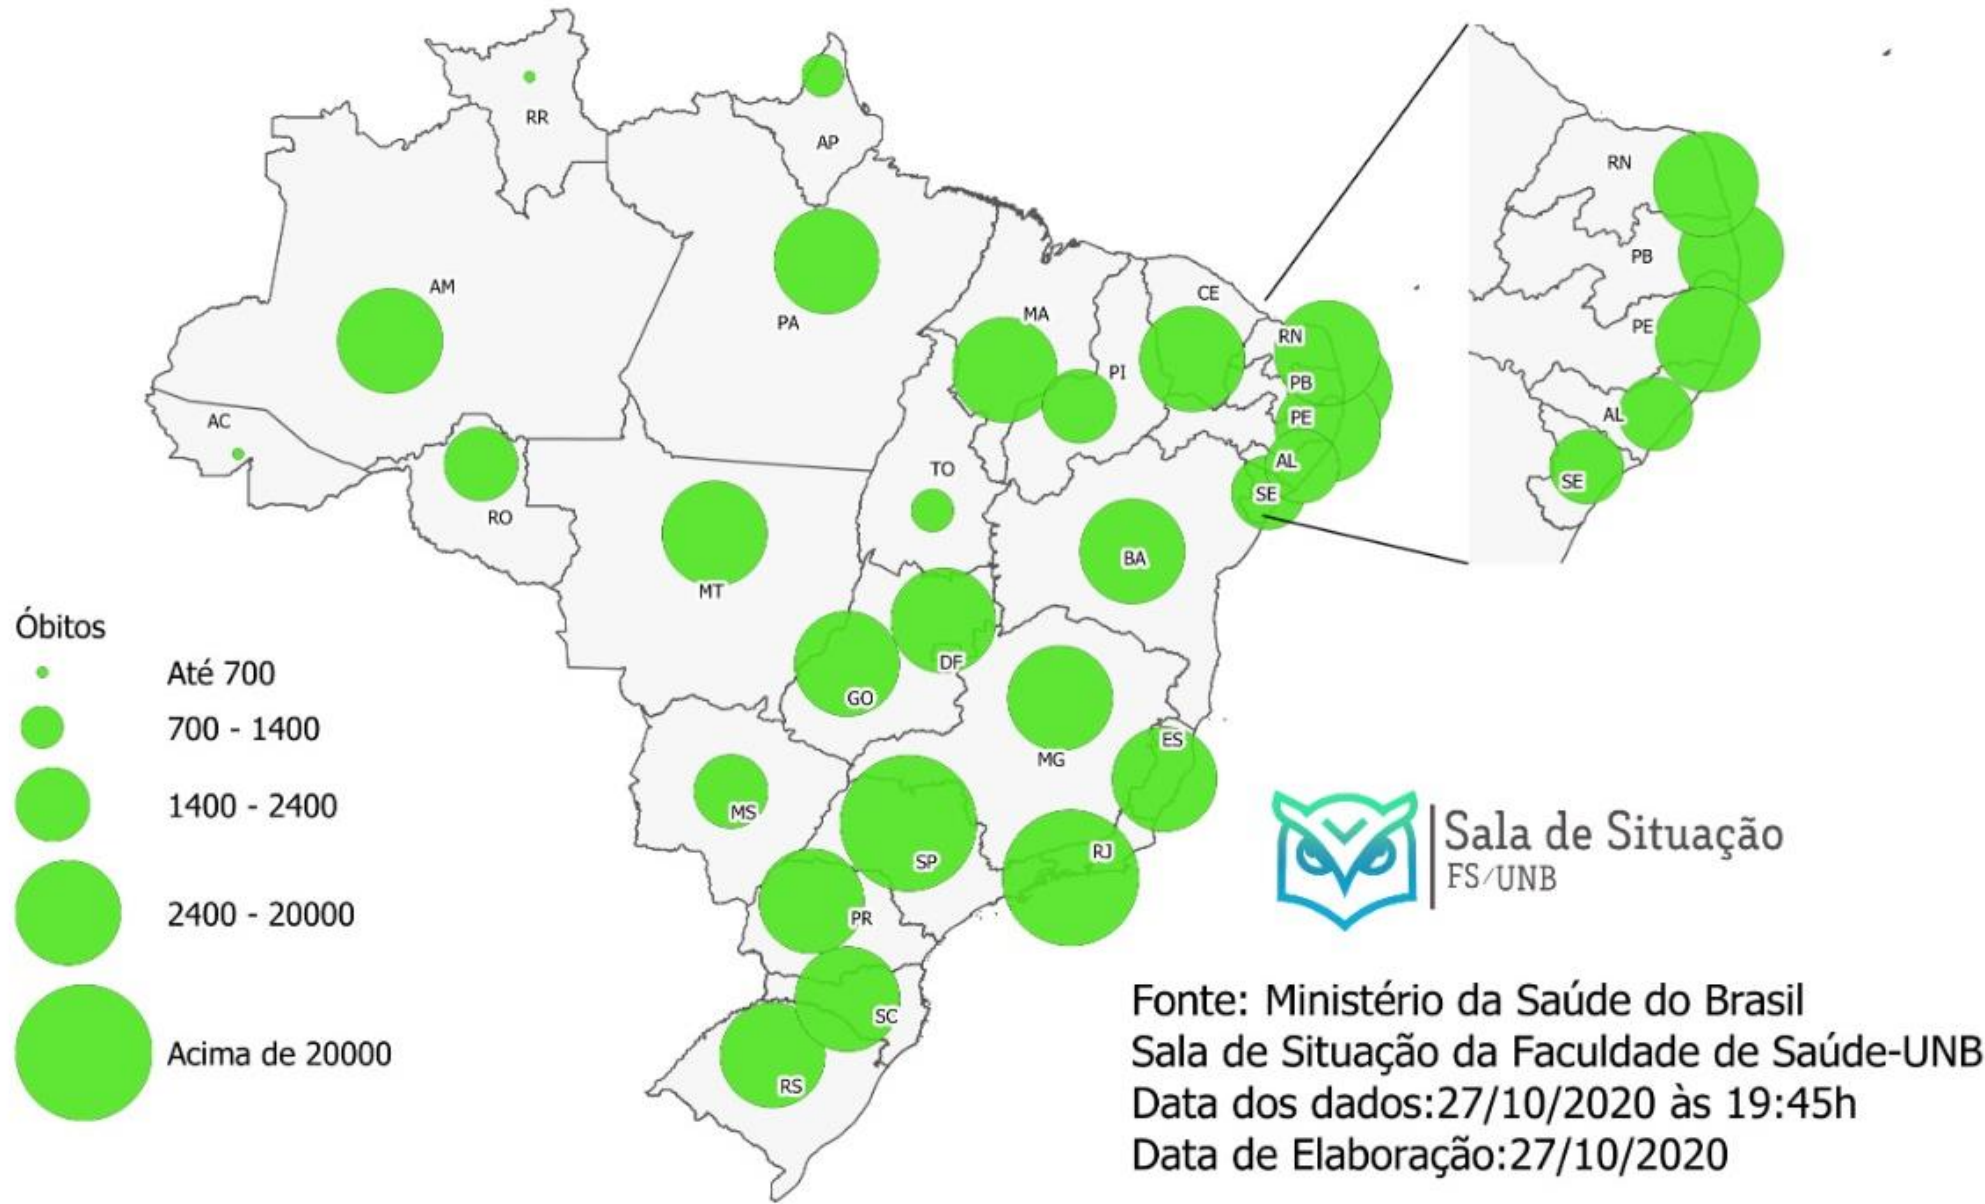 RR
AP
AM
PA
AC
RO
MA
PI
CE
RN
PB
PE
AL
SE
TO
MT
BA
DF
GO
MG
ES
MS
SP
RJ
PR
SC
RS
RN
PB
PE
AL
SE
Óbitos
Até 700
700 - 1400
1400 - 2400
2400 - 20000
Acima de 20000
Sala de Situação
FS/UNB
Fonte: Ministério da Saúde do Brasil
Sala de Situação da Faculdade de Saúde-UNB
Data dos dados:27/10/2020 às 19:45h
Data de Elaboração:27/10/2020